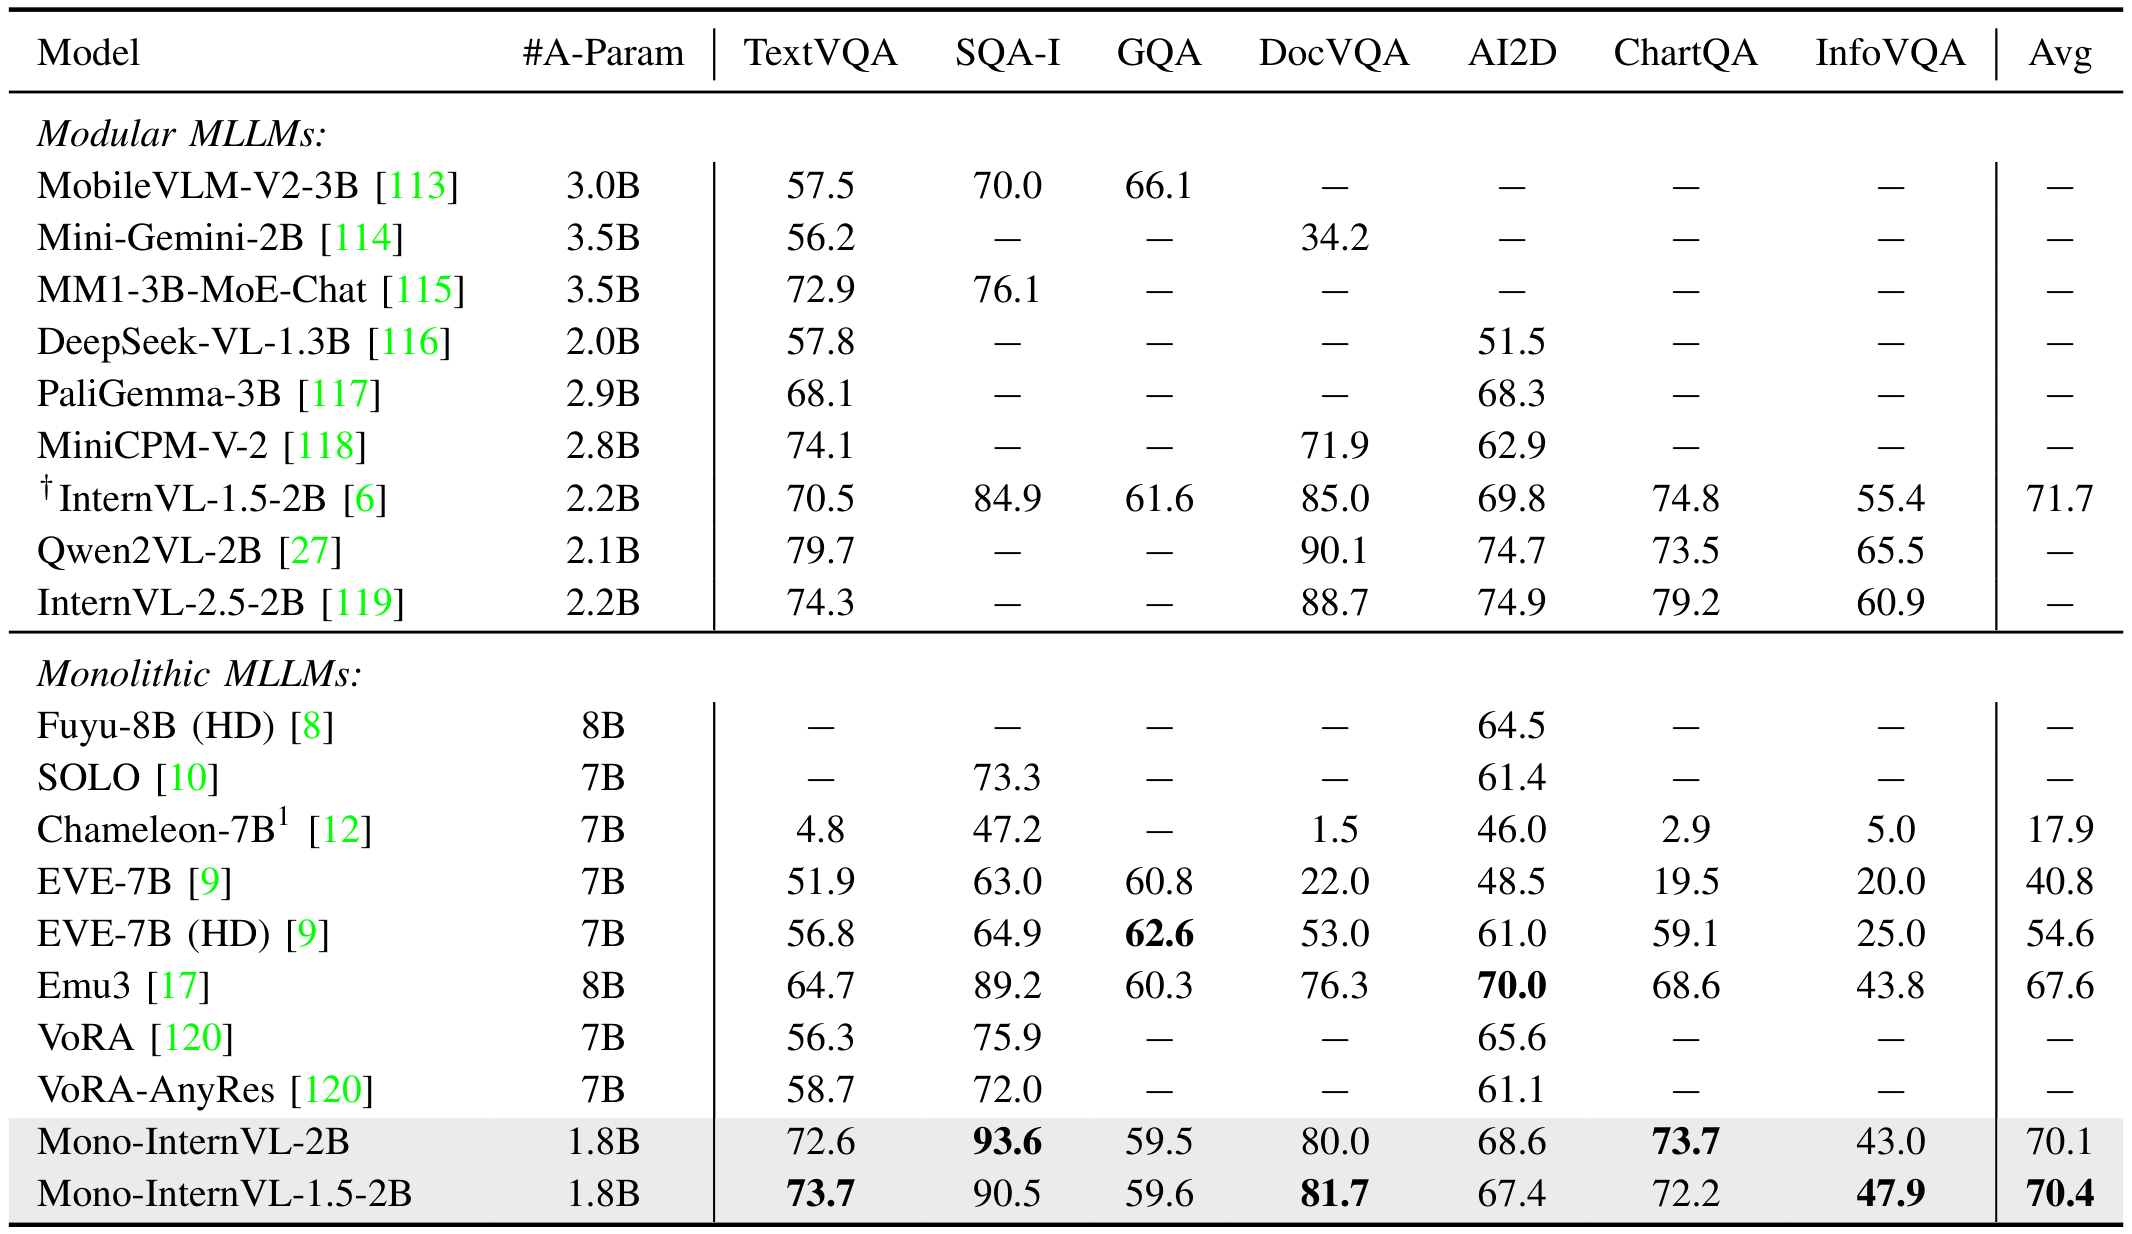 Model #A-Param TextVQA SQA-I GQA DocVQA AI2D ChartQA InfoVQA Avg
Modular MLLMs:
MobileVLM-V2-3B [113] 3.0B 57.5 70.0 66.1 – – – – –
Mini-Gemini-2B [114] 3.5B 56.2 – – 34.2 – – – –
MM1-3B-MoE-Chat [115] 3.5B 72.9 76.1 – – – – – –
DeepSeek-VL-1.3B [116] 2.0B 57.8 – – – 51.5 – – –
PaliGemma-3B [117] 2.9B 68.1 – – – 68.3 – – –
MiniCPM-V-2 [118] 2.8B 74.1 – – 71.9 62.9 – – –
†InternVL-1.5-2B [6] 2.2B 70.5 84.9 61.6 85.0 69.8 74.8 55.4 71.7
Qwen2VL-2B [27] 2.1B 79.7 – – 90.1 74.7 73.5 65.5 –
InternVL-2.5-2B [119] 2.2B 74.3 – – 88.7 74.9 79.2 60.9 –
Monolithic MLLMs:
Fuyu-8B (HD) [8] 8B – – – – 64.5 – – –
SOLO [10] 7B – 73.3 – – 61.4 – – –
Chameleon-7B¹ [12] 7B 4.8 47.2 – 1.5 46.0 2.9 5.0 17.9
EVE-7B [9] 7B 51.9 63.0 60.8 22.0 48.5 19.5 20.0 40.8
EVE-7B (HD) [9] 7B 56.8 64.9 62.6 53.0 61.0 59.1 25.0 54.6
Emu3 [17] 8B 64.7 89.2 60.3 76.3 70.0 68.6 43.8 67.6
VoRA [120] 7B 56.3 75.9 – – 65.6 – – –
VoRA-AnyRes [120] 7B 58.7 72.0 – – 61.1 – – –
Mono-InternVL-2B 1.8B 72.6 93.6 59.5 80.0 68.6 73.7 43.0 70.1
Mono-InternVL-1.5-2B 1.8B 73.7 90.5 59.6 81.7 67.4 72.2 47.9 70.4